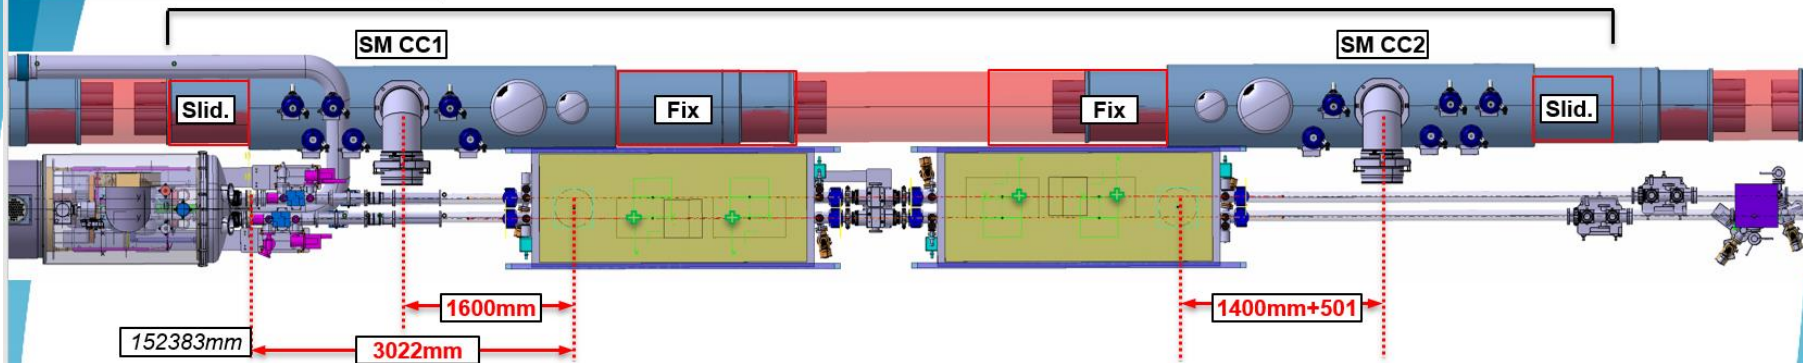 SM CC1
SM CC2
Slid.
Fix
Fix
Slid.
1600mm
1400mm+501
152383mm
3022mm